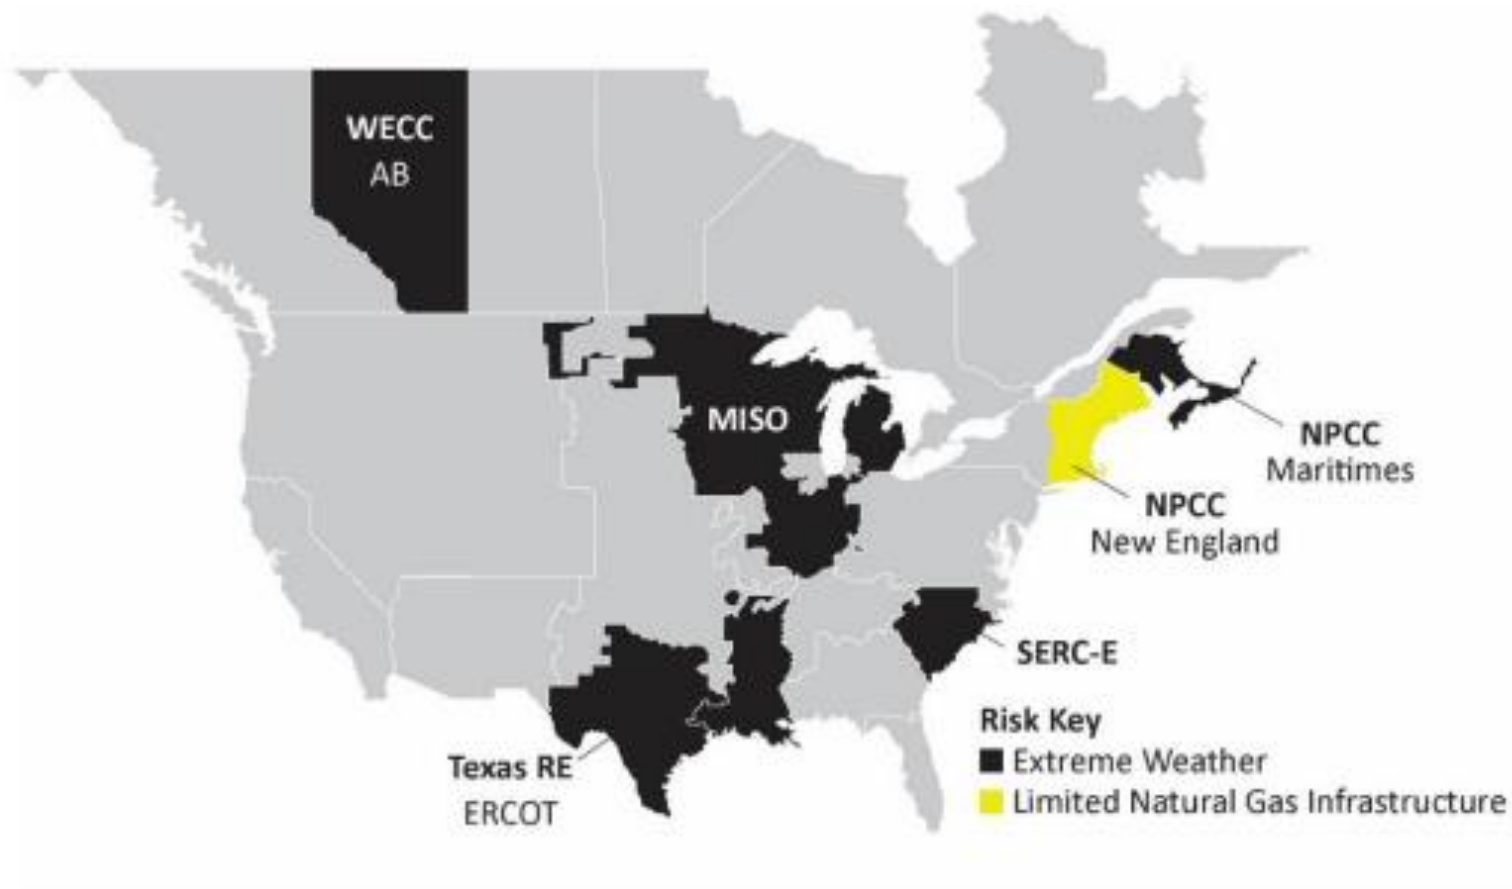 WECC
AB
MISO
NPCC
Maritimes
NPCC
New England
SERC-E
Texas RE
ERCOT
Risk Key
Extreme Weather
Limited Natural Gas Infrastructure